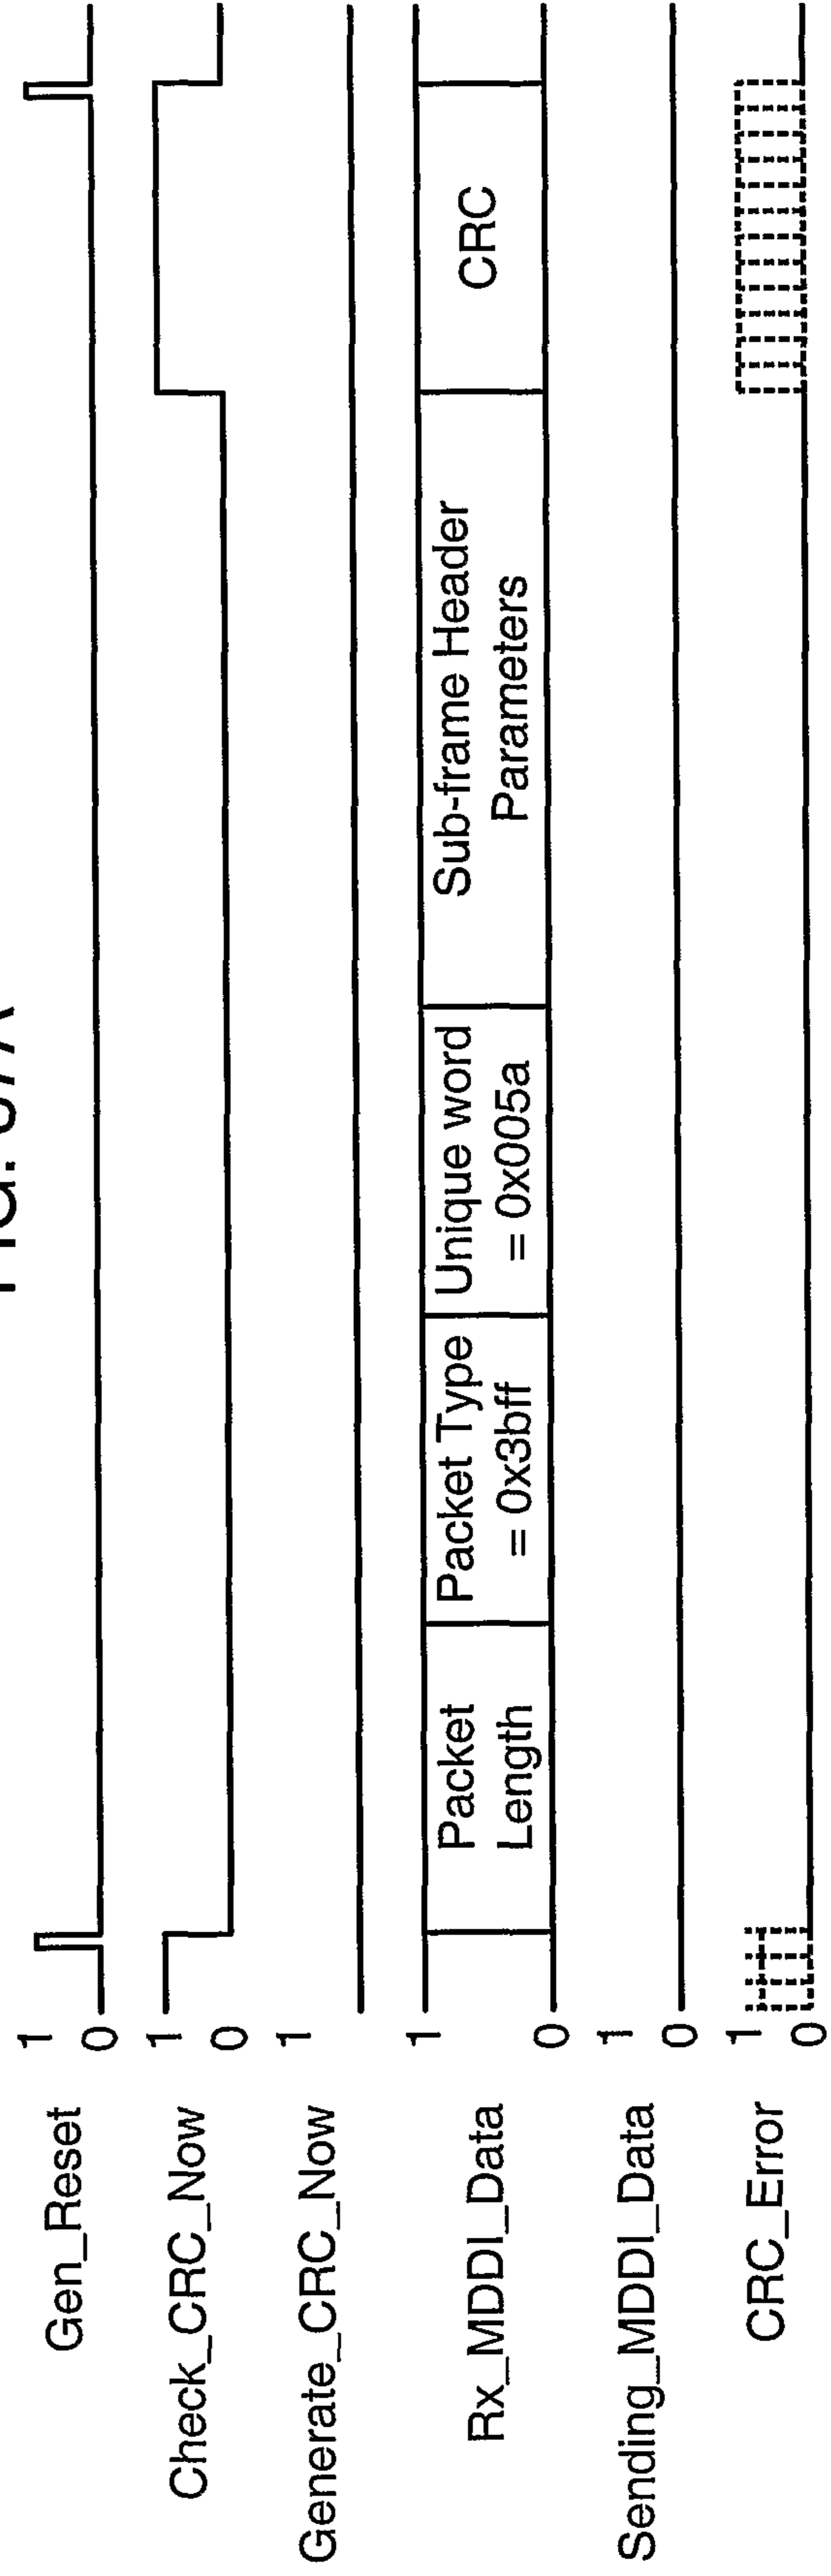 FIG.
Gen_Reset
1
0
Check_CRC_Now
1
0
Generate_CRC_Now
1
Rx_MDDI_Data
1
0
Packet
Length
Packet Type
= 0x3bff
Unique word
= 0x005a
Sub-frame Header
Parameters
CRC
Sending_MDDI_Data
1
0
CRC_Error
1
0